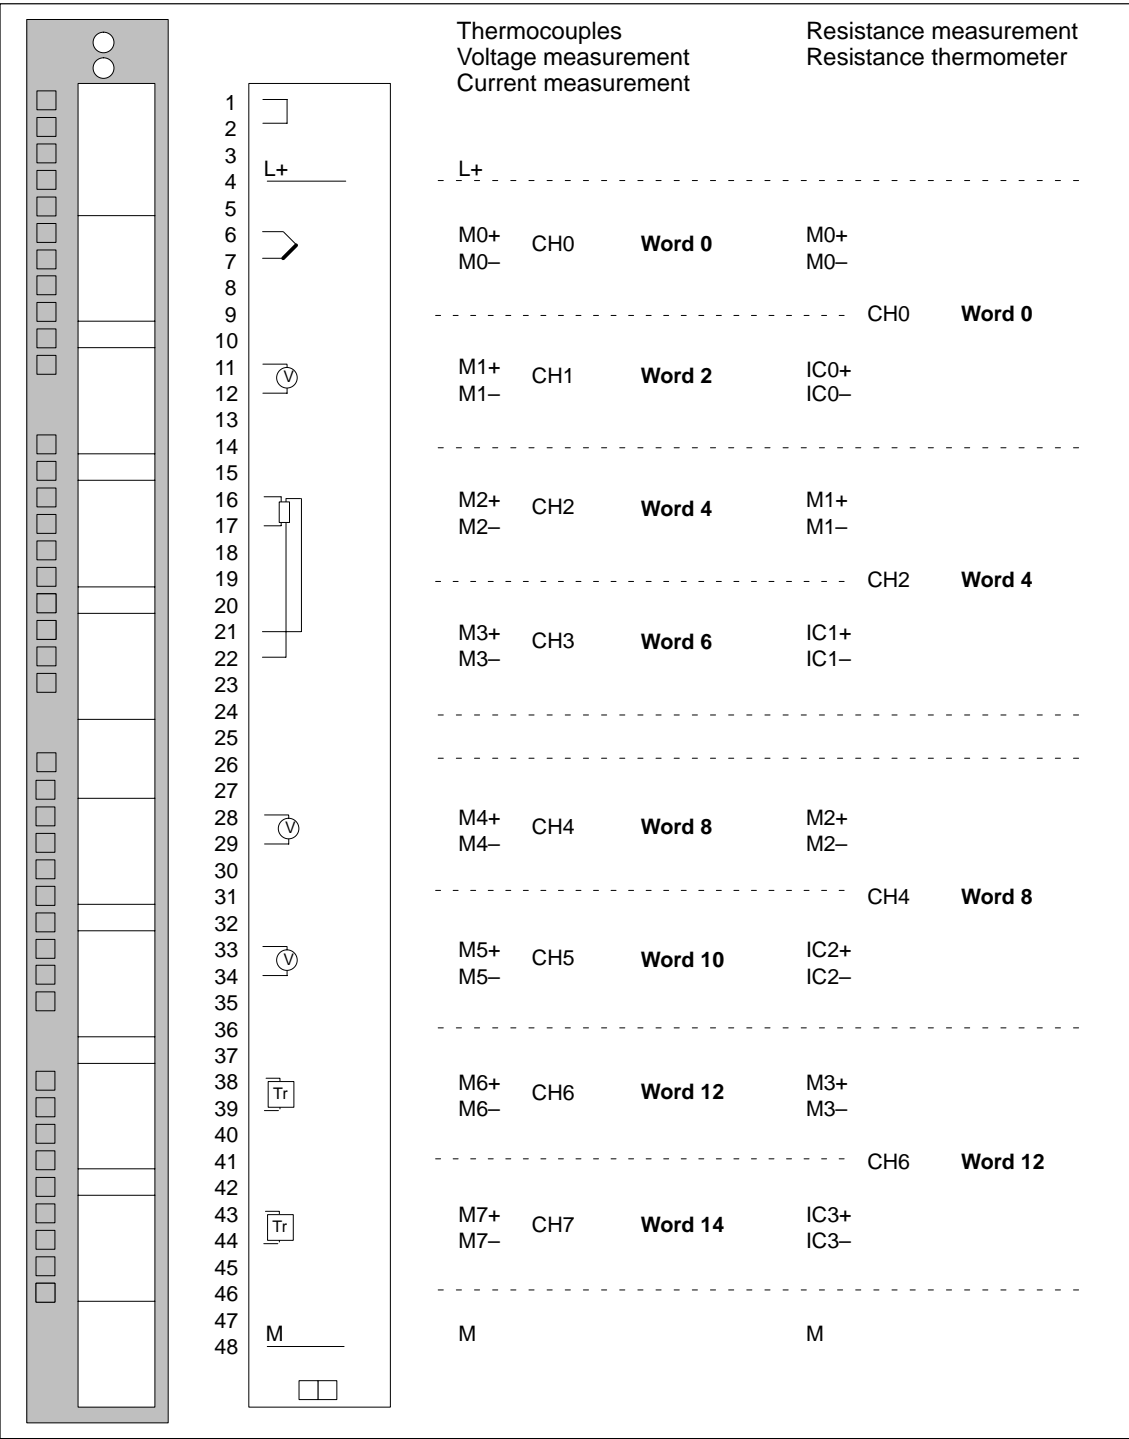 Thermocouples Resistance measurement
Voltage measurement Resistance thermometer
Current measurement
1
2
3
L+ L+
4
5
6 M0+ CH0 Word 0 M0+
7 M0– M0–
8
9 CH0 Word 0
10
11 M1+ CH1 Word 2 IC0+
12 M1– IC0–
V
13
14
15
16 M2+ CH2 Word 4 M1+
17 M2– M1–
18
19 CH2 Word 4
20
21 M3+ CH3 Word 6 IC1+
22 M3– IC1–
23
24
25
26
27
28 M4+ CH4 Word 8 M2+
29 M4– M2–
V
30
31 CH4 Word 8
32
33 M5+ CH5 Word 10 IC2+
34 M5– IC2–
V
35
36
37
38 M6+ CH6 Word 12 M3+
39 M6– M3–
Tr
40
41 CH6 Word 12
42
43 M7+ CH7 Word 14 IC3+
44 M7– IC3–
Tr
45
46
47
M M M
48